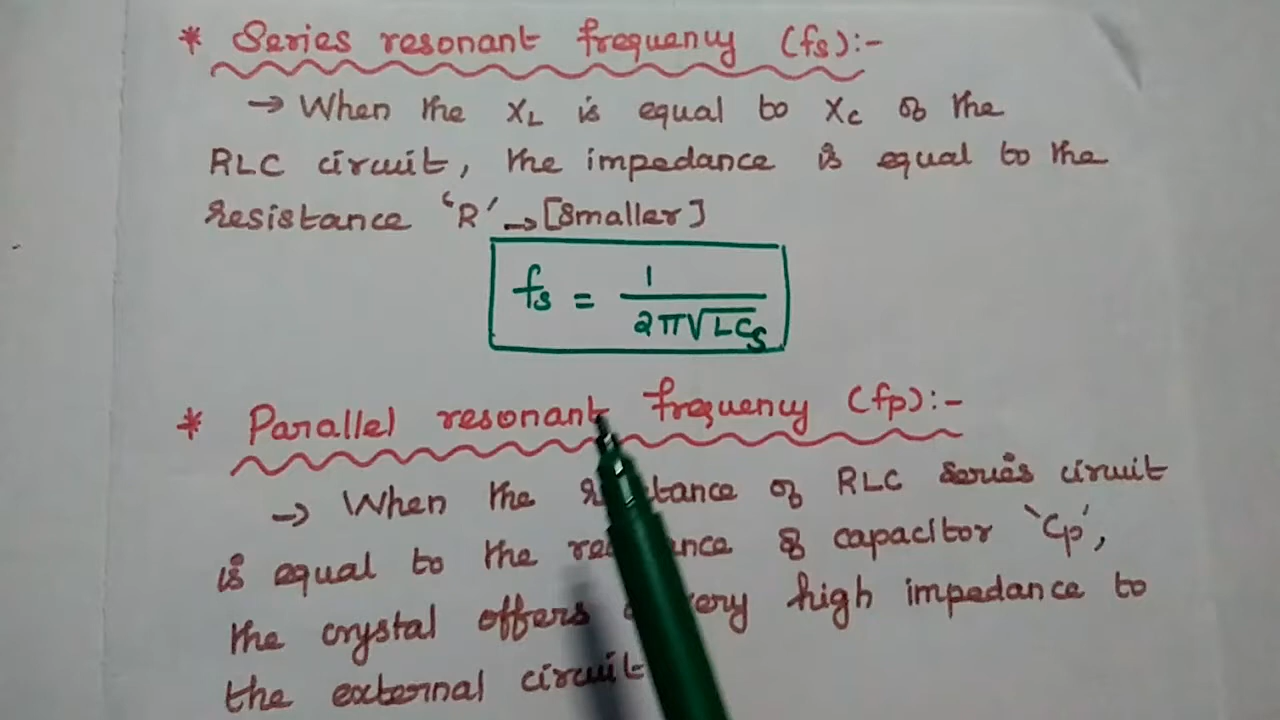 * Series resonant frequency (fs):-
→ When the XL is equal to Xc of the
RLC circuit, the impedance is equal to the
resistance 'R' → [Smaller]
fs = 1 / 2π√LCs
* Parallel resonant frequency (fp):-
→ When the of RLC series circuit
is equal to the of capacitor 'Cp',
the crystal offers very high impedance to
the external circuit